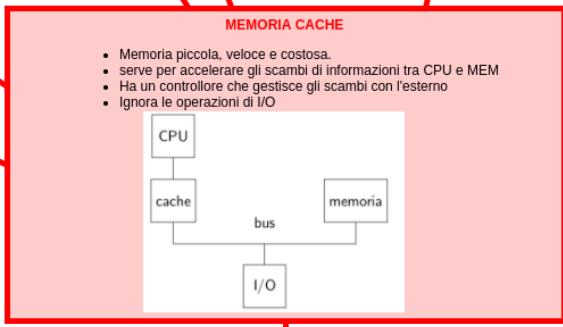 MEMORIA CACHE
Memoria piccola, veloce e costosa.
serve per accelerare gli scambi di informazioni tra CPU e MEM
Ha un controllore che gestisce gli scambi con l'esterno
Ignora le operazioni di I/O
CPU
cache
memoria
bus
I/O